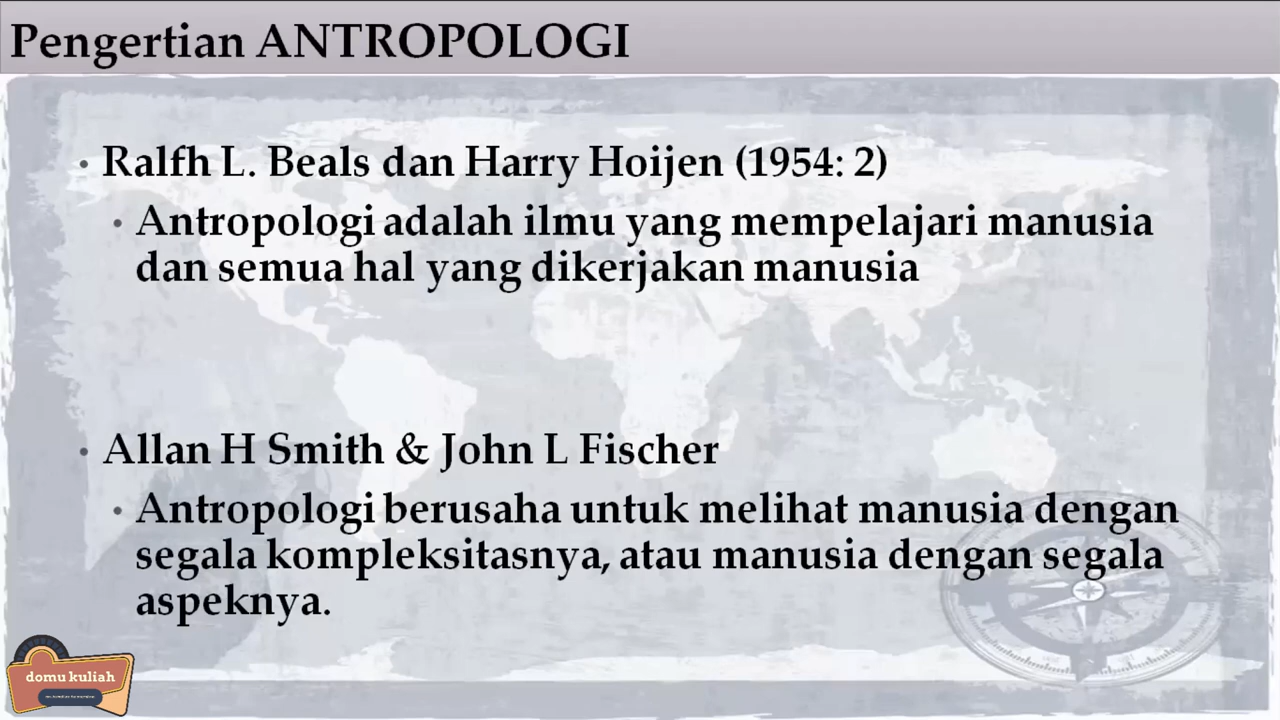 Pengertian ANTROPOLOGI
• Ralfh L. Beals dan Harry Hoijen (1954: 2)
• Antropologi adalah ilmu yang mempelajari manusia
dan semua hal yang dikerjakan manusia
• Allan H Smith & John L Fischer
• Antropologi berusaha untuk melihat manusia dengan
segala kompleksitasnya, atau manusia dengan segala
aspeknya.
domu kuliah